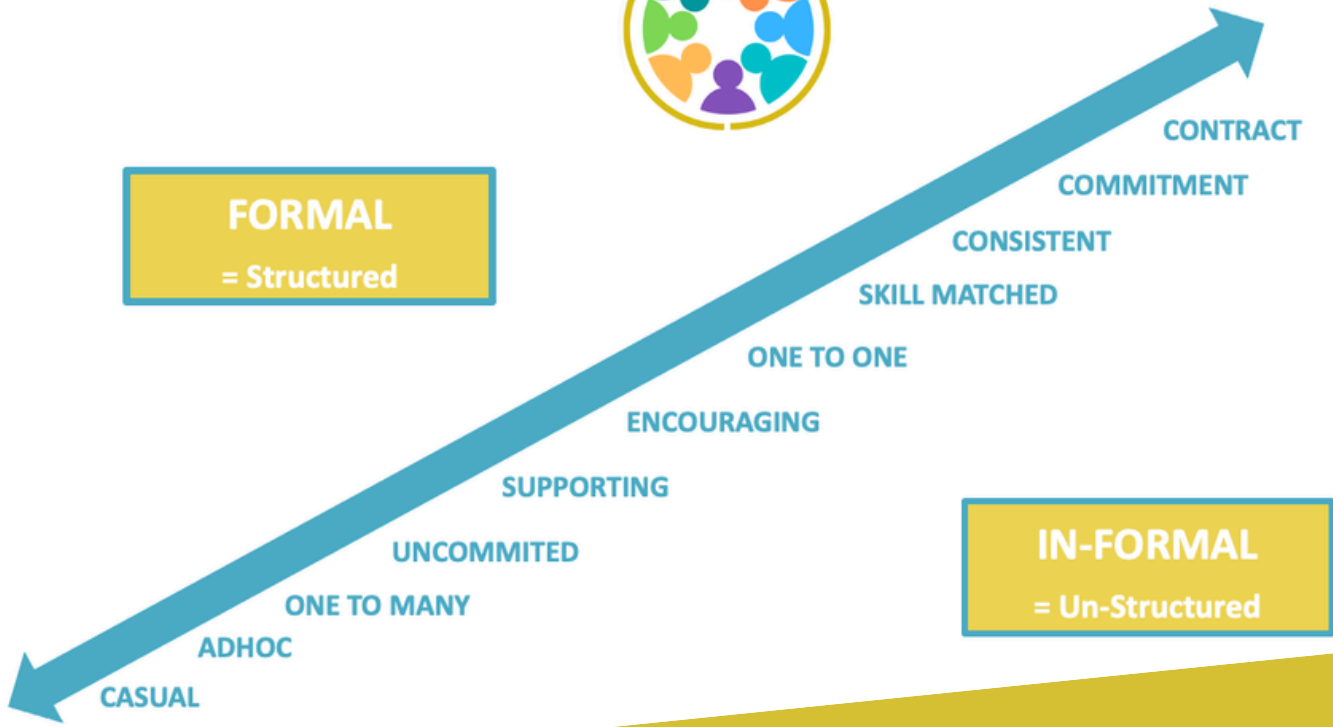 FORMAL
= Structured
CONTRACT
COMMITMENT
CONSISTENT
SKILL MATCHED
ONE TO ONE
ENCOURAGING
SUPPORTING
UNCOMMITED
ONE TO MANY
ADHOC
CASUAL
IN-FORMAL
= Un-Structured